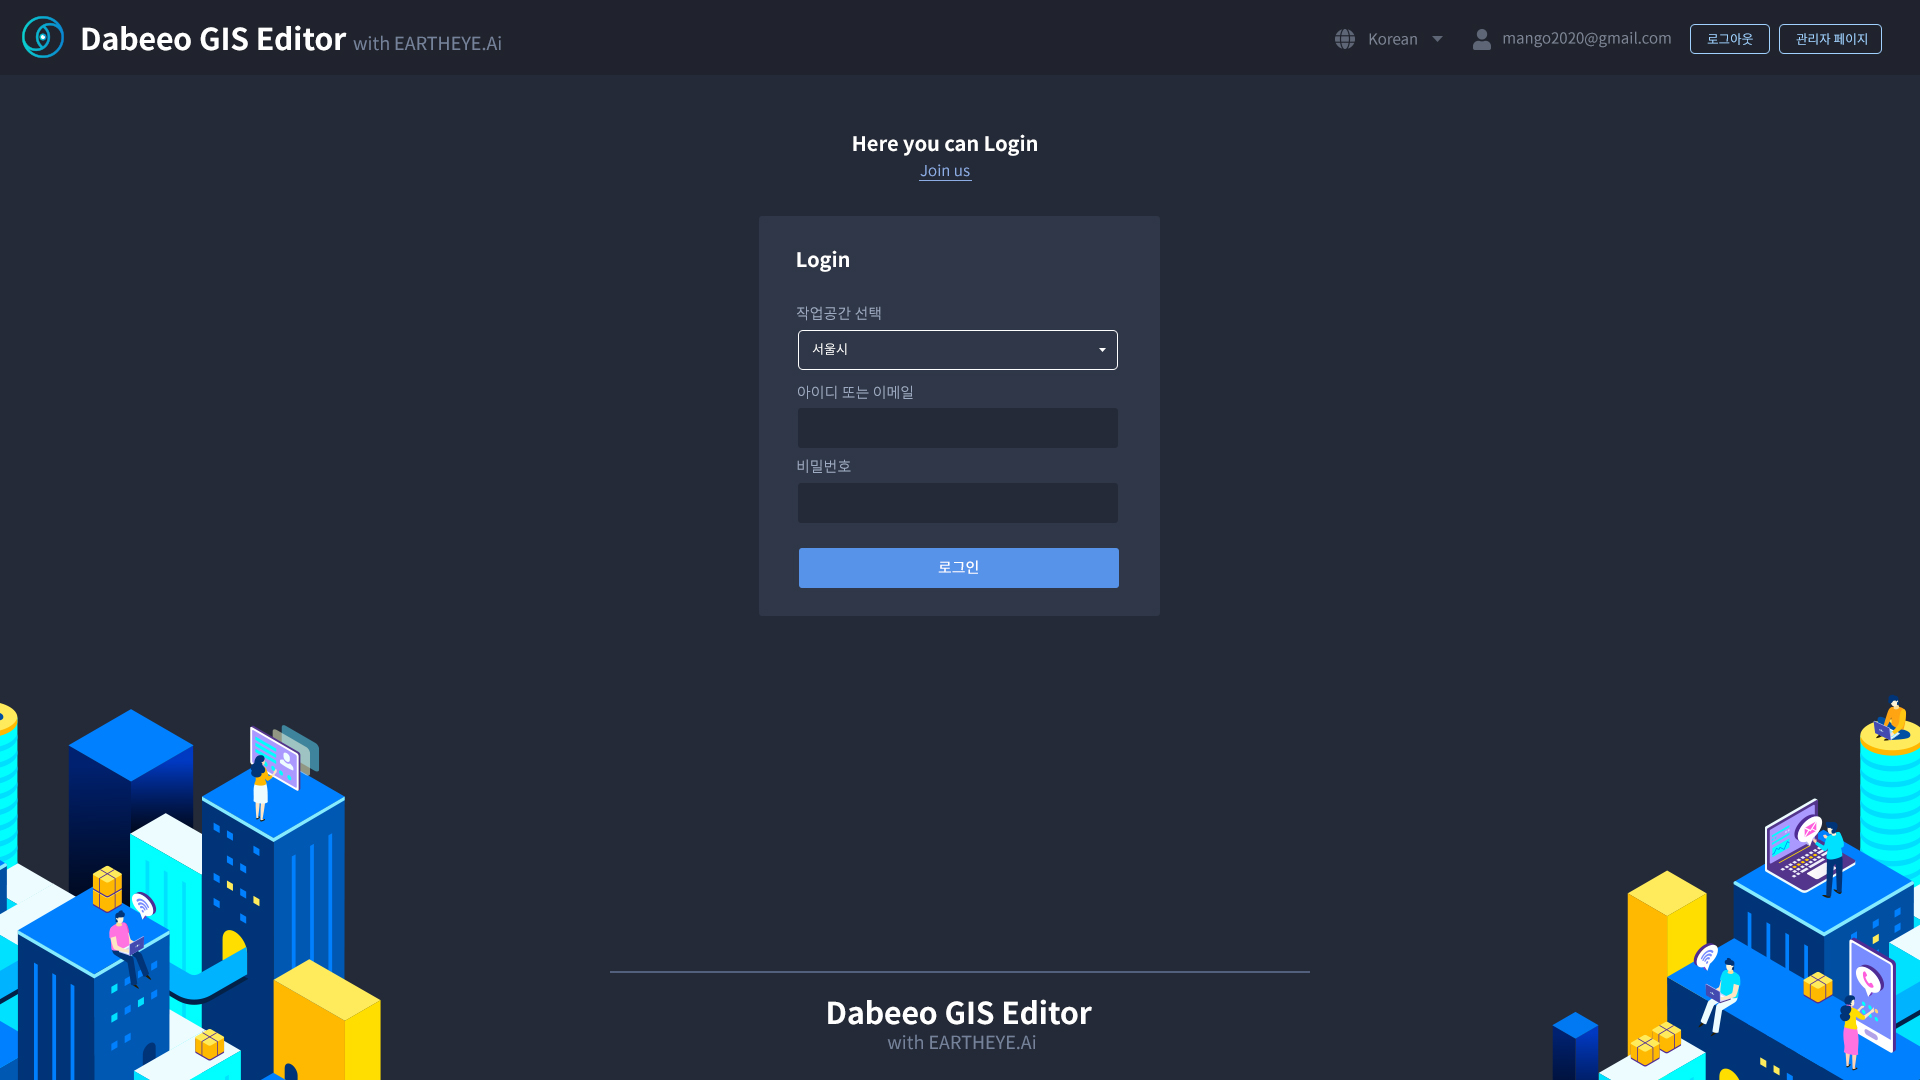 Dabeeo GIS Editor with EARTHEYE.Ai
Korean
mango2020@gmail.com
로그아웃
관리자 페이지
Here you can Login
Join us
Login
작업공간 선택
서울시
아이디 또는 이메일
비밀번호
로그인
Dabeeo GIS Editor
with EARTHEYE.Ai